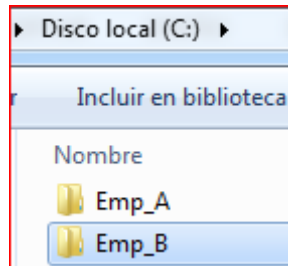 Disco local (C:)
Incluir en biblioteca
Nombre
Emp_A
Emp_B